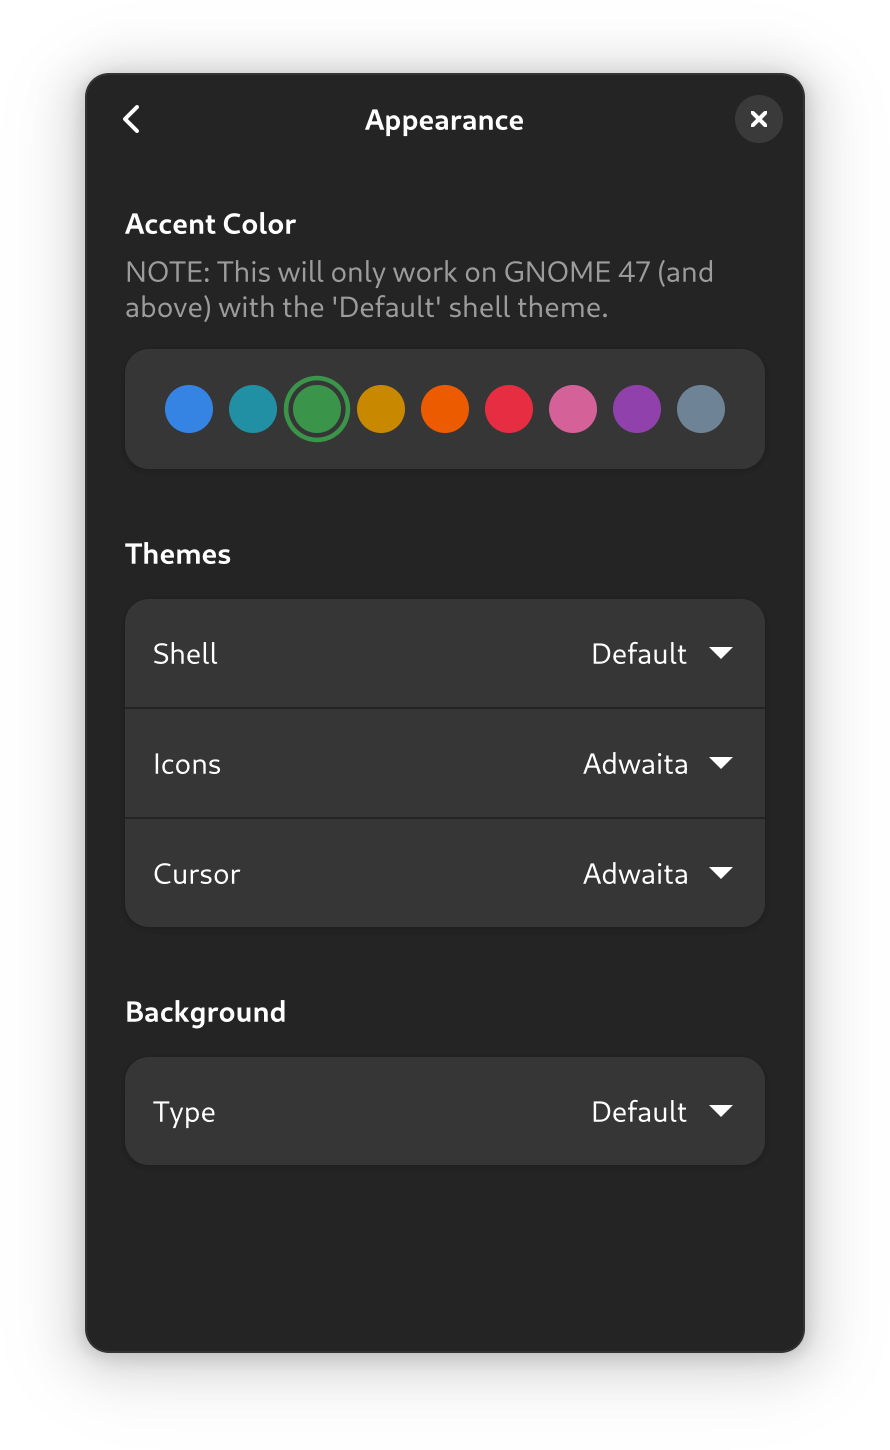 Appearance
Accent Color
NOTE: This will only work on GNOME 47 (and
above) with the 'Default' shell theme.
Themes
Shell Default
Icons Adwaita
Cursor Adwaita
Background
Type Default